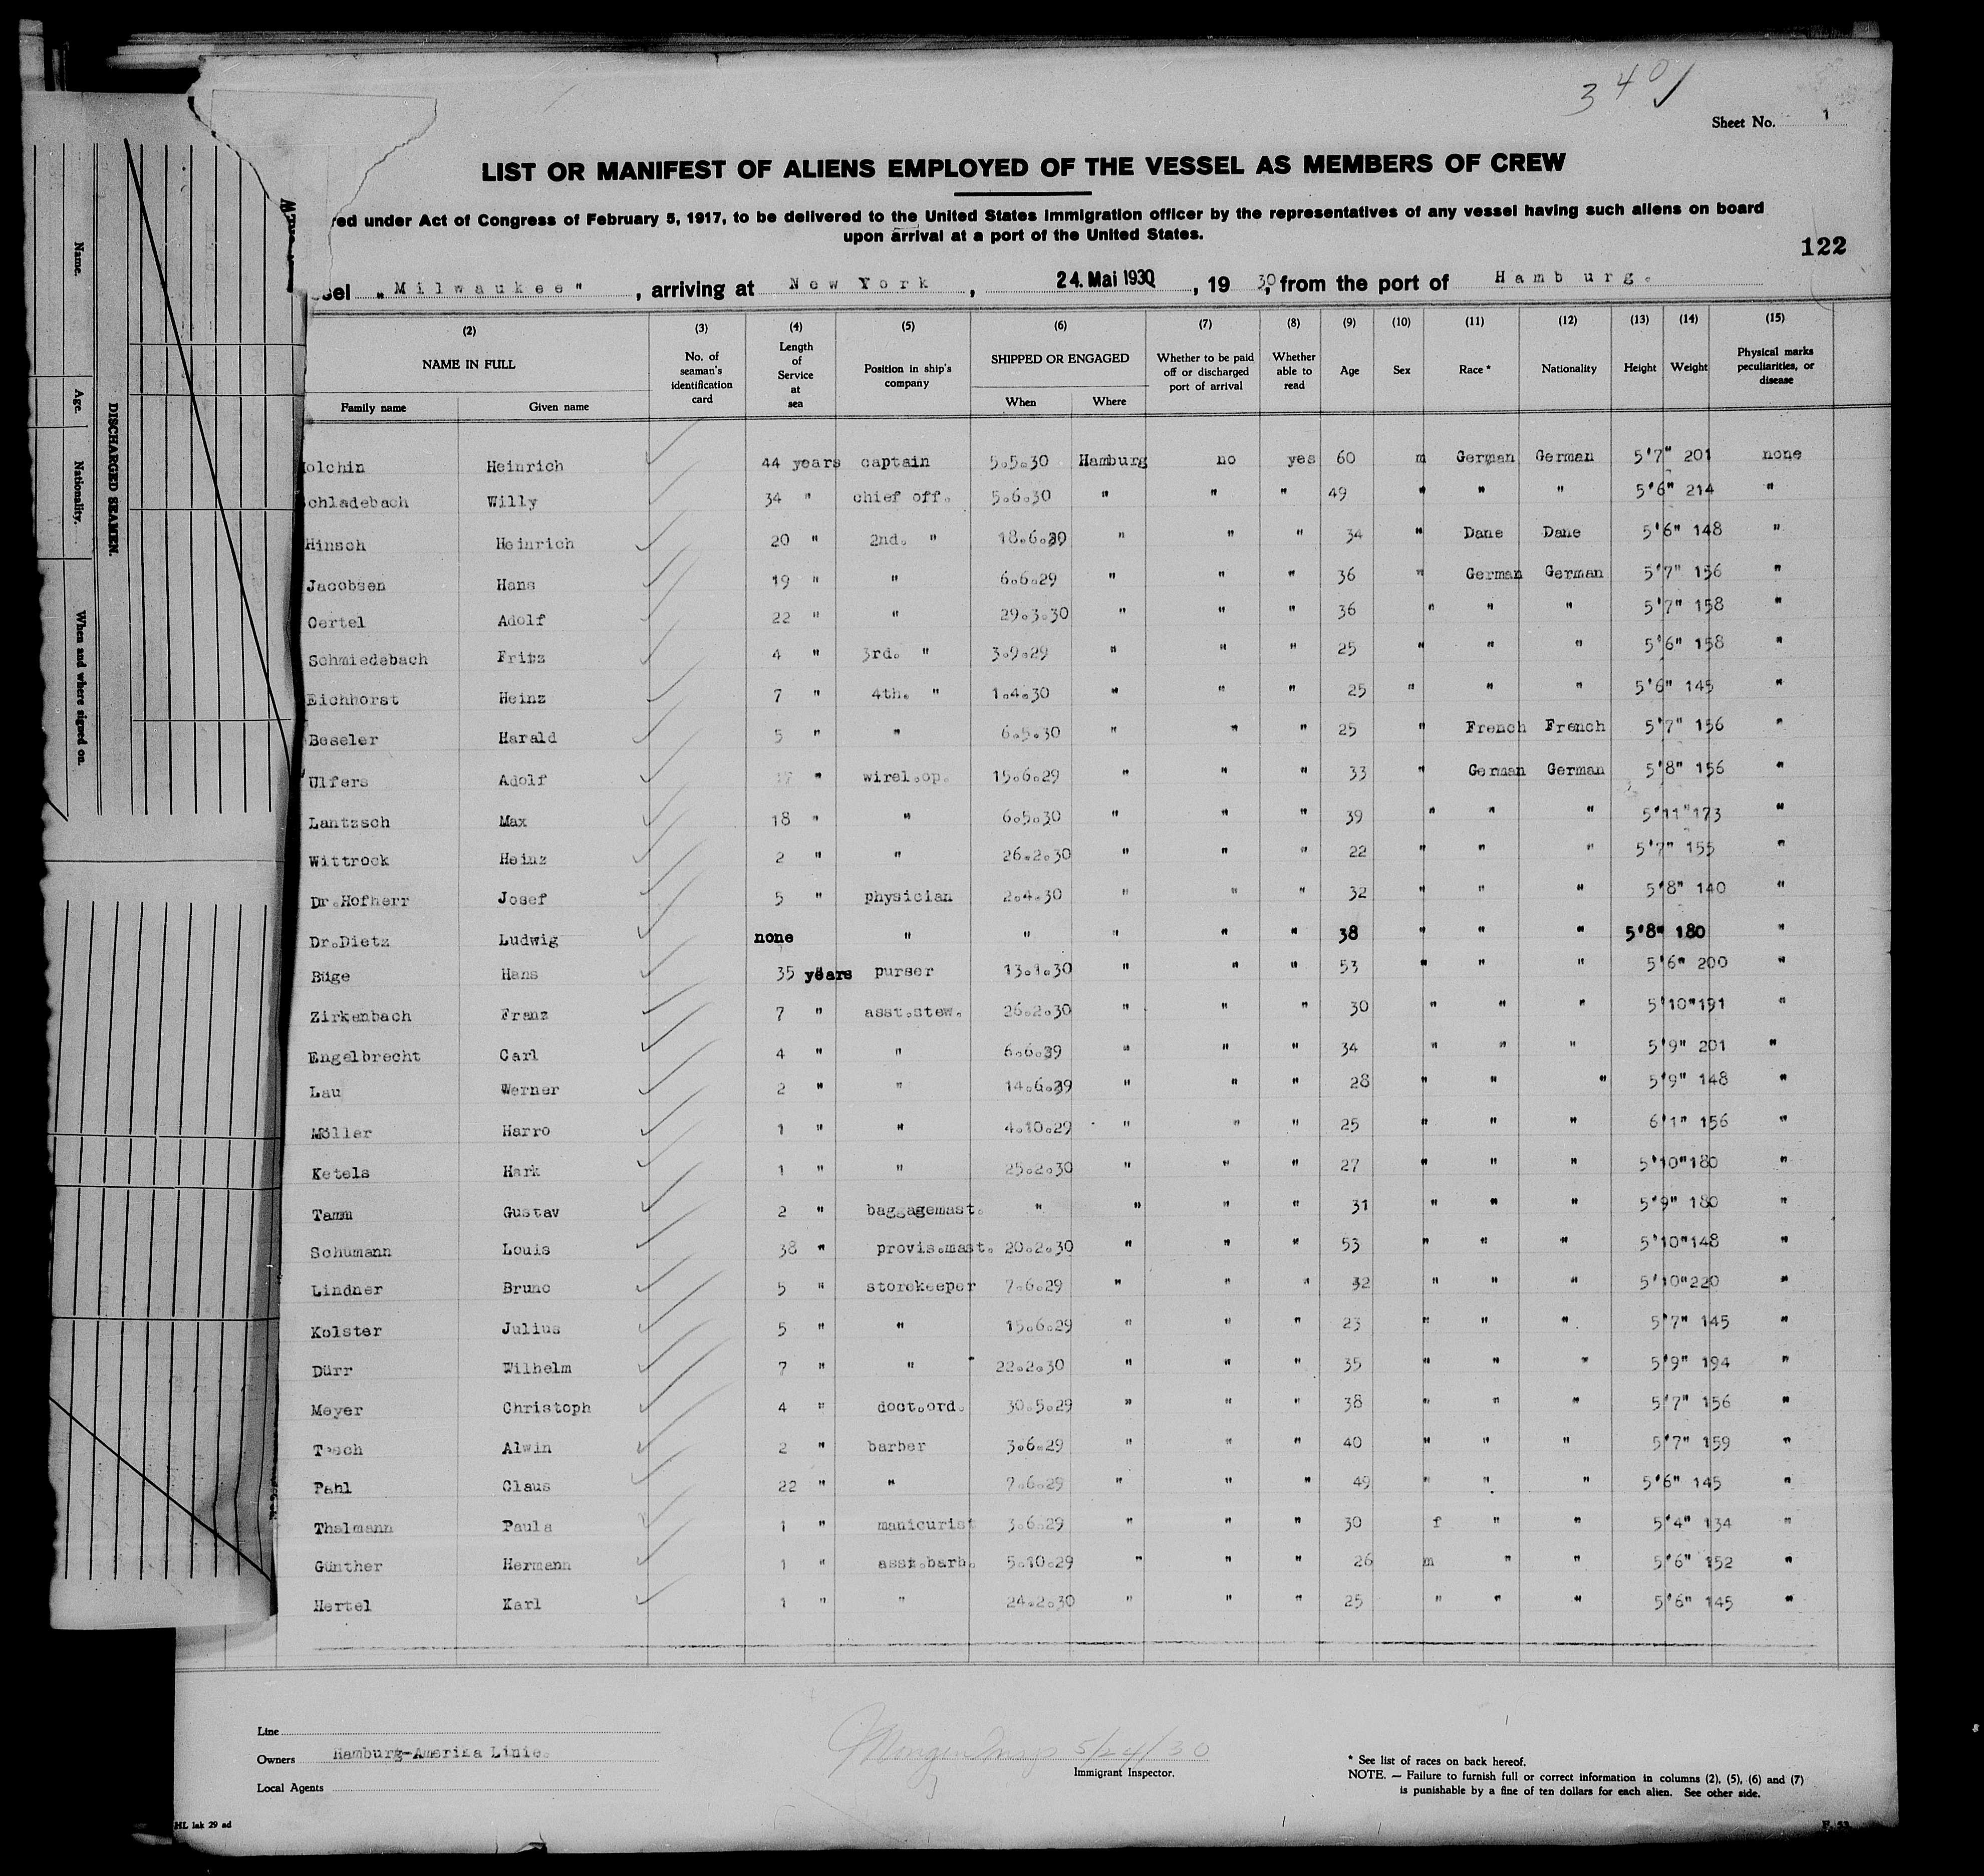 340
Sheet No. 1
LIST OR MANIFEST OF ALIENS EMPLOYED OF THE VESSEL AS MEMBERS OF CREW
red under Act of Congress of February 5, 1917, to be delivered to the United States immigration officer by the representatives of any vessel having such aliens on board
upon arrival at a port of the United States.
122
sel „Milwaukee", arriving at New York, 24. Mai 1930, 19 30, from the port of Hamburg.
(2) (3) (4) (5) (6) (7) (8) (9) (10) (11) (12) (13) (14) (15)
NAME IN FULL No. of seaman's identification card Length of Service at sea Position in ship's company SHIPPED OR ENGAGED Whether to be paid off or discharged port of arrival Whether able to read Age Sex Race * Nationality Height Weight Physical marks peculiarities, or disease
Family name Given name When Where
olchin Heinrich 44 years captain 5.5.30 Hamburg no yes 60 m German German 5'7" 201 none
chladebach Willy 34 " chief off. 5.6.30 " " " 49 " " " 5'6" 214 "
Hinsch Heinrich 20 " 2nd. " 18.6.29 " " " 34 " Dane Dane 5'6" 148 "
Jacobsen Hans 19 " " 6.6.29 " " " 36 " German German 5'7" 156 "
Oertel Adolf 22 " " 29.3.30 " " " 36 " " " 5'7" 158 "
Schmiedebach Fritz 4 " 3rd. " 3.9.29 " " " 25 " " " 5'6" 158 "
Eichhorst Heinz 7 " 4th. " 1.4.30 " " " 25 " " " 5'6" 145 "
Beseler Harald 5 " " 6.5.30 " " " 25 " French French 5'7" 156 "
Ulfers Adolf " wirel.op. 15.6.29 " " " 33 " German German 5'8" 156 "
Lantzsch Max 18 " " 6.5.30 " " " 39 " " " 5'11" 173 "
Wittrock Heinz 2 " " 26.2.30 " " " 22 " " " 5'7" 155 "
Dr.Hofherr Josef 5 " physician 2.4.30 " " " 32 " " " 5'8" 140 "
Dr.Dietz Ludwig none " " " " " 38 " " " 5'8" 180 "
Büge Hans 35 years purser 13.1.30 " " " 53 " " " 5'6" 200 "
Zirkenbach Franz 7 " asst.stew. 26.2.30 " " " 30 " " " 5'10" 191 "
Engelbrecht Carl 4 " " 6.6.29 " " " 34 " " " 5'9" 201 "
Lau Werner 2 " " 14.6.29 " " " 28 " " " 5'9" 148 "
Möller Harro 1 " " 4.10.29 " " " 25 " " " 6'1" 156 "
Ketels Hark 1 " " 25.2.30 " " " 27 " " " 5'10" 180 "
Tamm Gustav 2 " baggagemast. " " " " 31 " " " 5'9" 180 "
Schumann Louis 38 " provis.mast. 20.2.30 " " " 53 " " " 5'10" 148 "
Lindner Bruno 5 " storekeeper 7.6.29 " " " 32 " " " 5'10" 220 "
Kolster Julius 5 " " 15.6.29 " " " 23 " " " 5'7" 145 "
Dürr Wilhelm 7 " " 22.2.30 " " " 35 " " " 5'9" 194 "
Meyer Christoph 4 " doct.ord. 30.5.29 " " " 38 " " " 5'7" 156 "
Alwin 2 " barber 3.6.29 " " " 40 " " " 5'7" 159 "
Pahl Claus 22 " " 7.6.29 " " " 49 " " " 5'6" 145 "
Thalmann Paula 1 " manicurist 3.6.29 " " " 30 f " " 5'4" 134 "
Günther Hermann 1 " asst.barb. 5.10.29 " " " 26 m " " 5'6" 152 "
Hertel Karl 1 " " 24.2.30 " " " 25 " " " 5'6" 145 "
Line
Owners Hamburg-Amerika Linie.
Local Agents
5/24/30
Immigrant Inspector.
* See list of races on back hereof.
NOTE. — Failure to furnish full or correct information in columns (2), (5), (6) and (7)
is punishable by a fine of ten dollars for each alien. See other side.
HL lak 29 ad
F. 53
DISCHARGED SEAMEN.
Name.
Age.
Nationality.
When and where signed on.